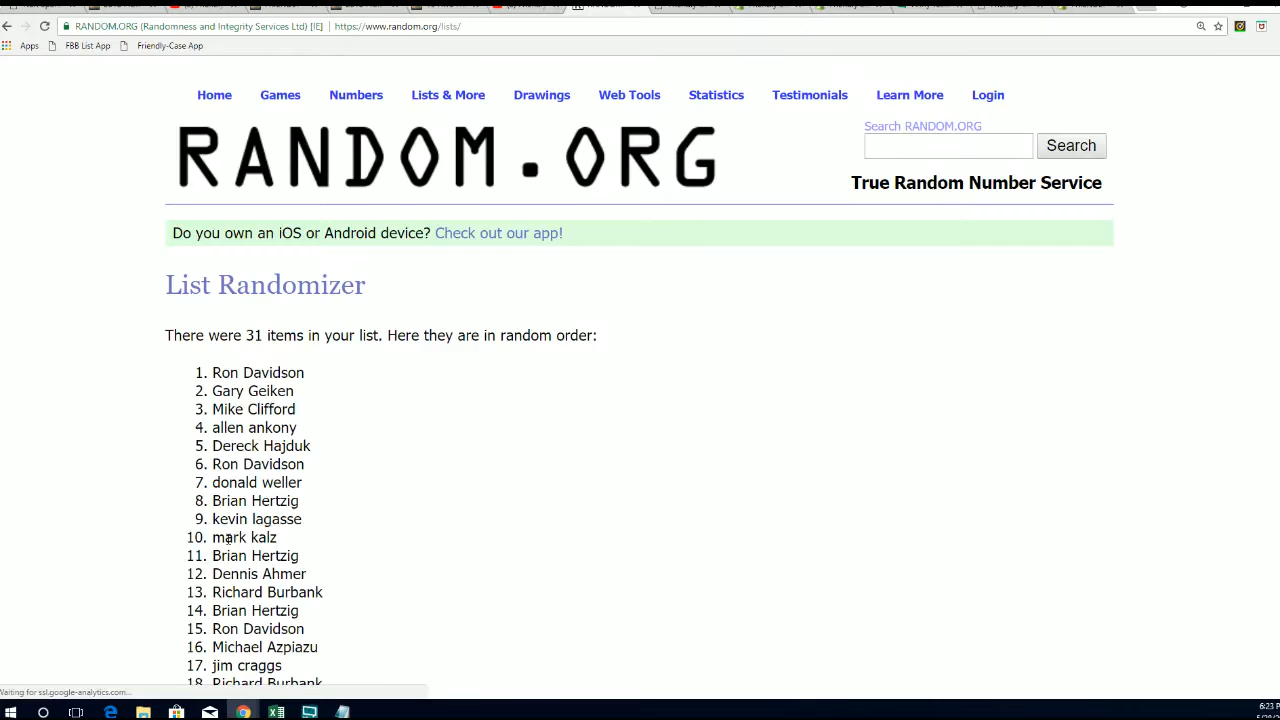 RANDOM.ORG (Randomness and Integrity Services Ltd) [IE] https://www.random.org/lists/
Apps FBB List App Friendly-Case App
Home Games Numbers Lists & More Drawings Web Tools Statistics Testimonials Learn More Login
RANDOM.ORG
Search RANDOM.ORG
Search
True Random Number Service
Do you own an iOS or Android device? Check out our app!
List Randomizer
There were 31 items in your list. Here they are in random order:
1. Ron Davidson
2. Gary Geiken
3. Mike Clifford
4. allen ankony
5. Dereck Hajduk
6. Ron Davidson
7. donald weller
8. Brian Hertzig
9. kevin lagasse
10. mark kalz
11. Brian Hertzig
12. Dennis Ahmer
13. Richard Burbank
14. Brian Hertzig
15. Ron Davidson
16. Michael Azpiazu
17. jim craggs
18. Richard Burbank
Waiting for ssl.google-analytics.com...
6:23 P